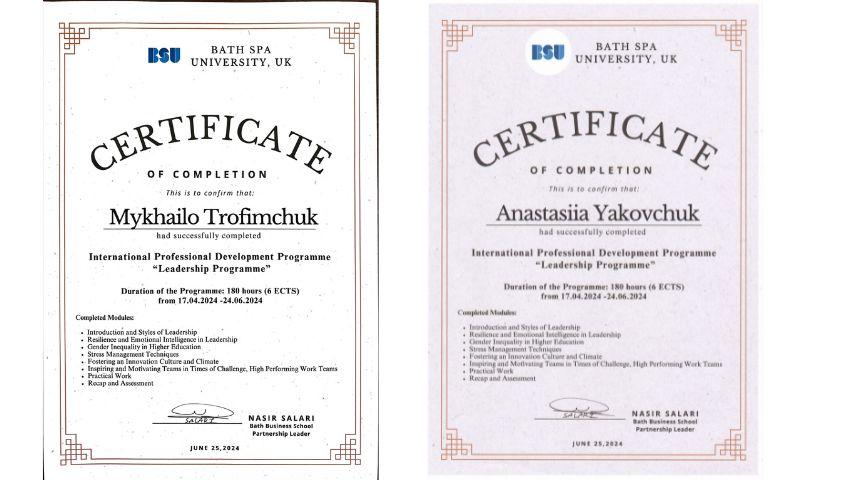 BSU
BATH SPA
UNIVERSITY, UK
CERTIFICATE
OF COMPLETION
This is to confirm that:
Mykhailo Trofimchuk
had successfully completed
International Professional Development Programme
“Leadership Programme”
Duration of the Programme: 180 hours (6 ECTS)
from 17.04.2024 -24.06.2024
Completed Modules:
Introduction and Styles of Leadership
Resilience and Emotional Intelligence in Leadership
Gender Inequality in Higher Education
Stress Management Techniques
Fostering an Innovation Culture and Climate
Inspiring and Motivating Teams in Times of Challenge, High Performing Work Teams
Practical Work
Recap and Assessment
SALARI
NASIR SALARI
Bath Business School
Partnership Leader
JUNE 25,2024
BSU
BATH SPA
UNIVERSITY, UK
CERTIFICATE
OF COMPLETION
This is to confirm that:
Anastasiia Yakovchuk
had successfully completed
International Professional Development Programme
“Leadership Programme”
Duration of the Programme: 180 hours (6 ECTS)
from 17.04.2024 -24.06.2024
Completed Modules:
Introduction and Styles of Leadership
Resilience and Emotional Intelligence in Leadership
Gender Inequality in Higher Education
Stress Management Techniques
Fostering an Innovation Culture and Climate
Inspiring and Motivating Teams in Times of Challenge, High Performing Work Teams
Practical Work
Recap and Assessment
SALARI
NASIR SALARI
Bath Business School
Partnership Leader
JUNE 25,2024